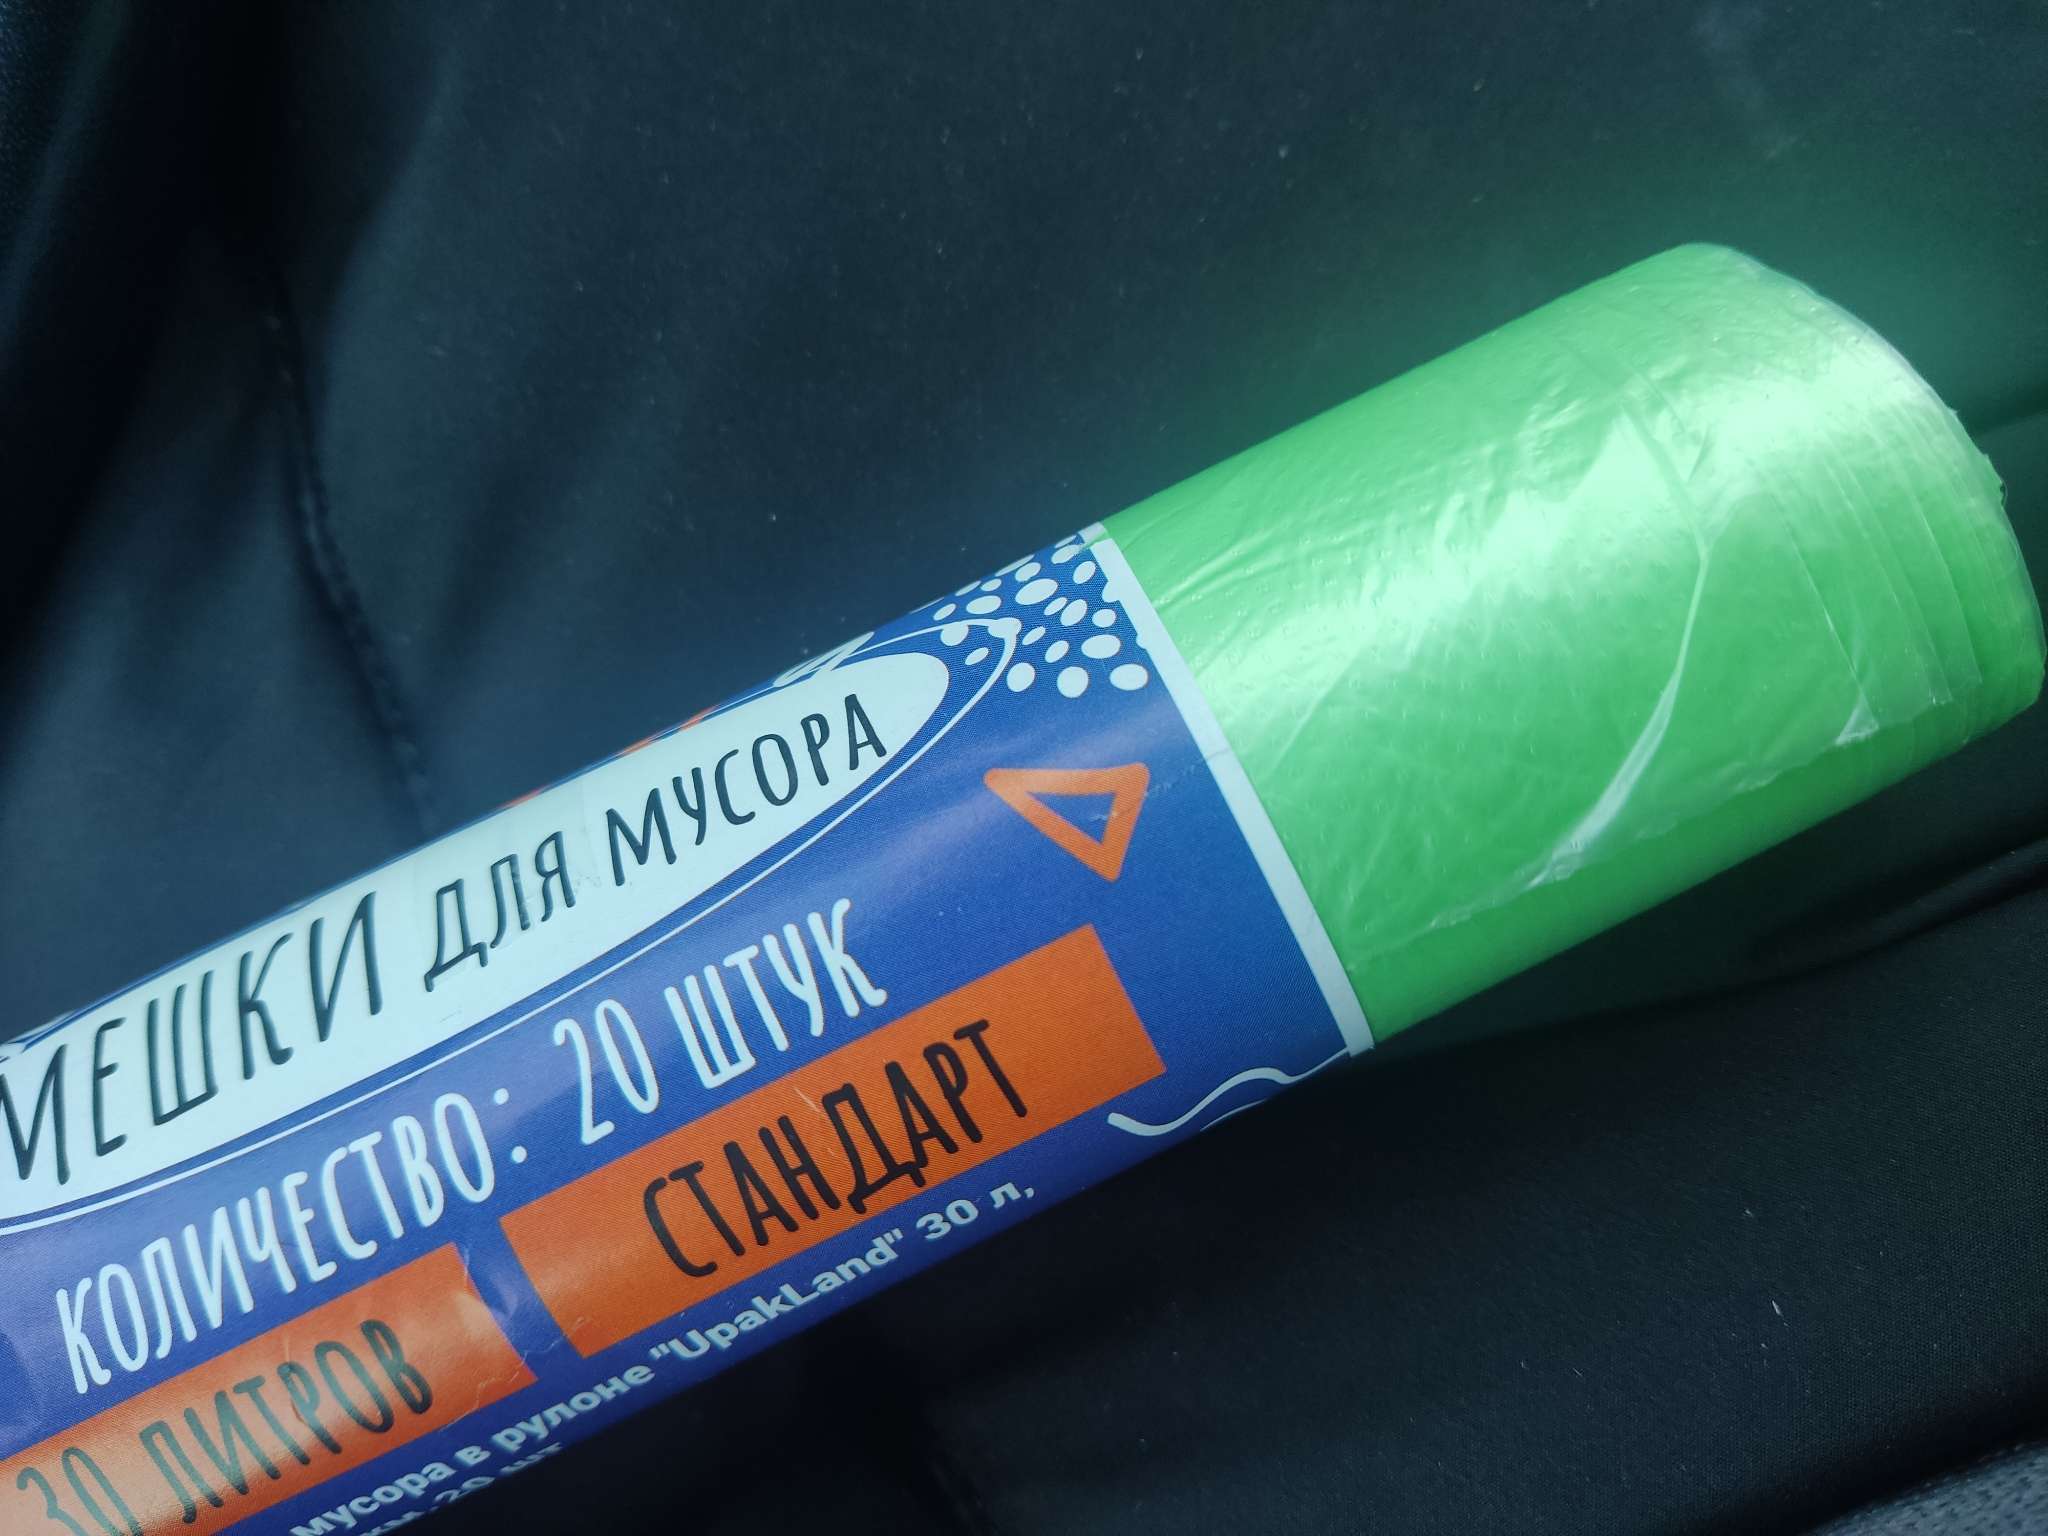 МЕШКИ ДЛЯ МУСОРА
КОЛИЧЕСТВО: 20 ШТУК
30 ЛИТРОВ СТАНДАРТ
мусора в рулоне "UpakLand" 30 л,